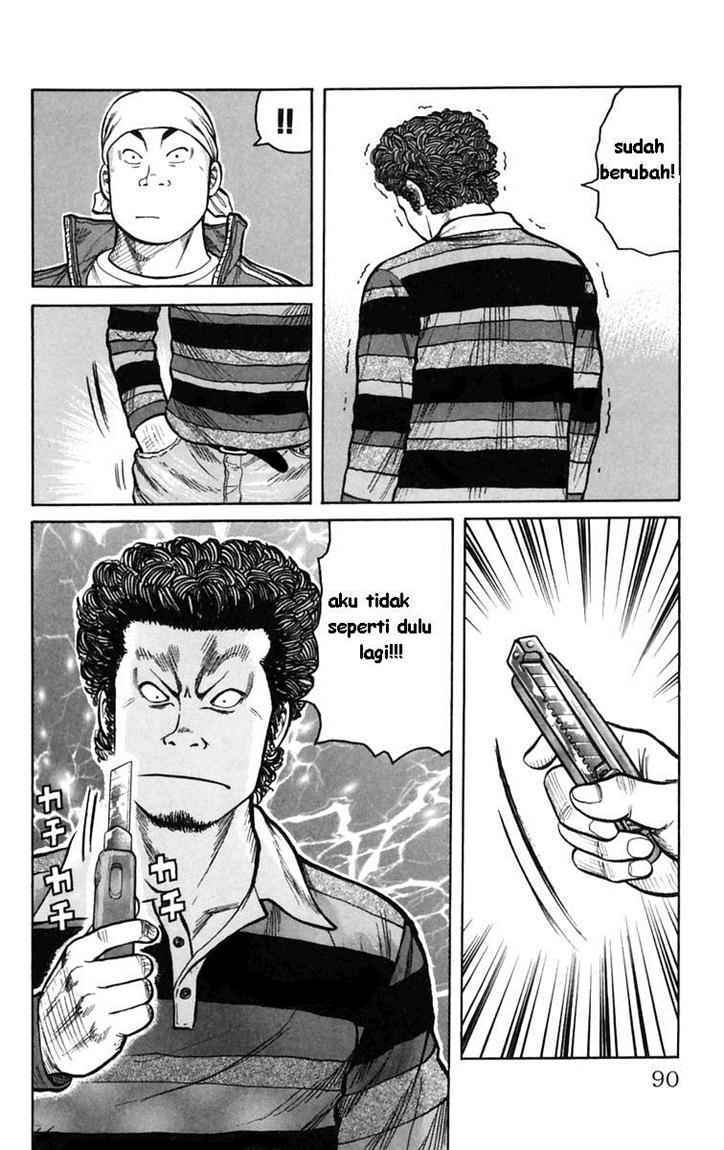 sudah
berubah!
!!
aku tidak
seperti dulu
lagi!!!
カチ
カチ
カチ
90